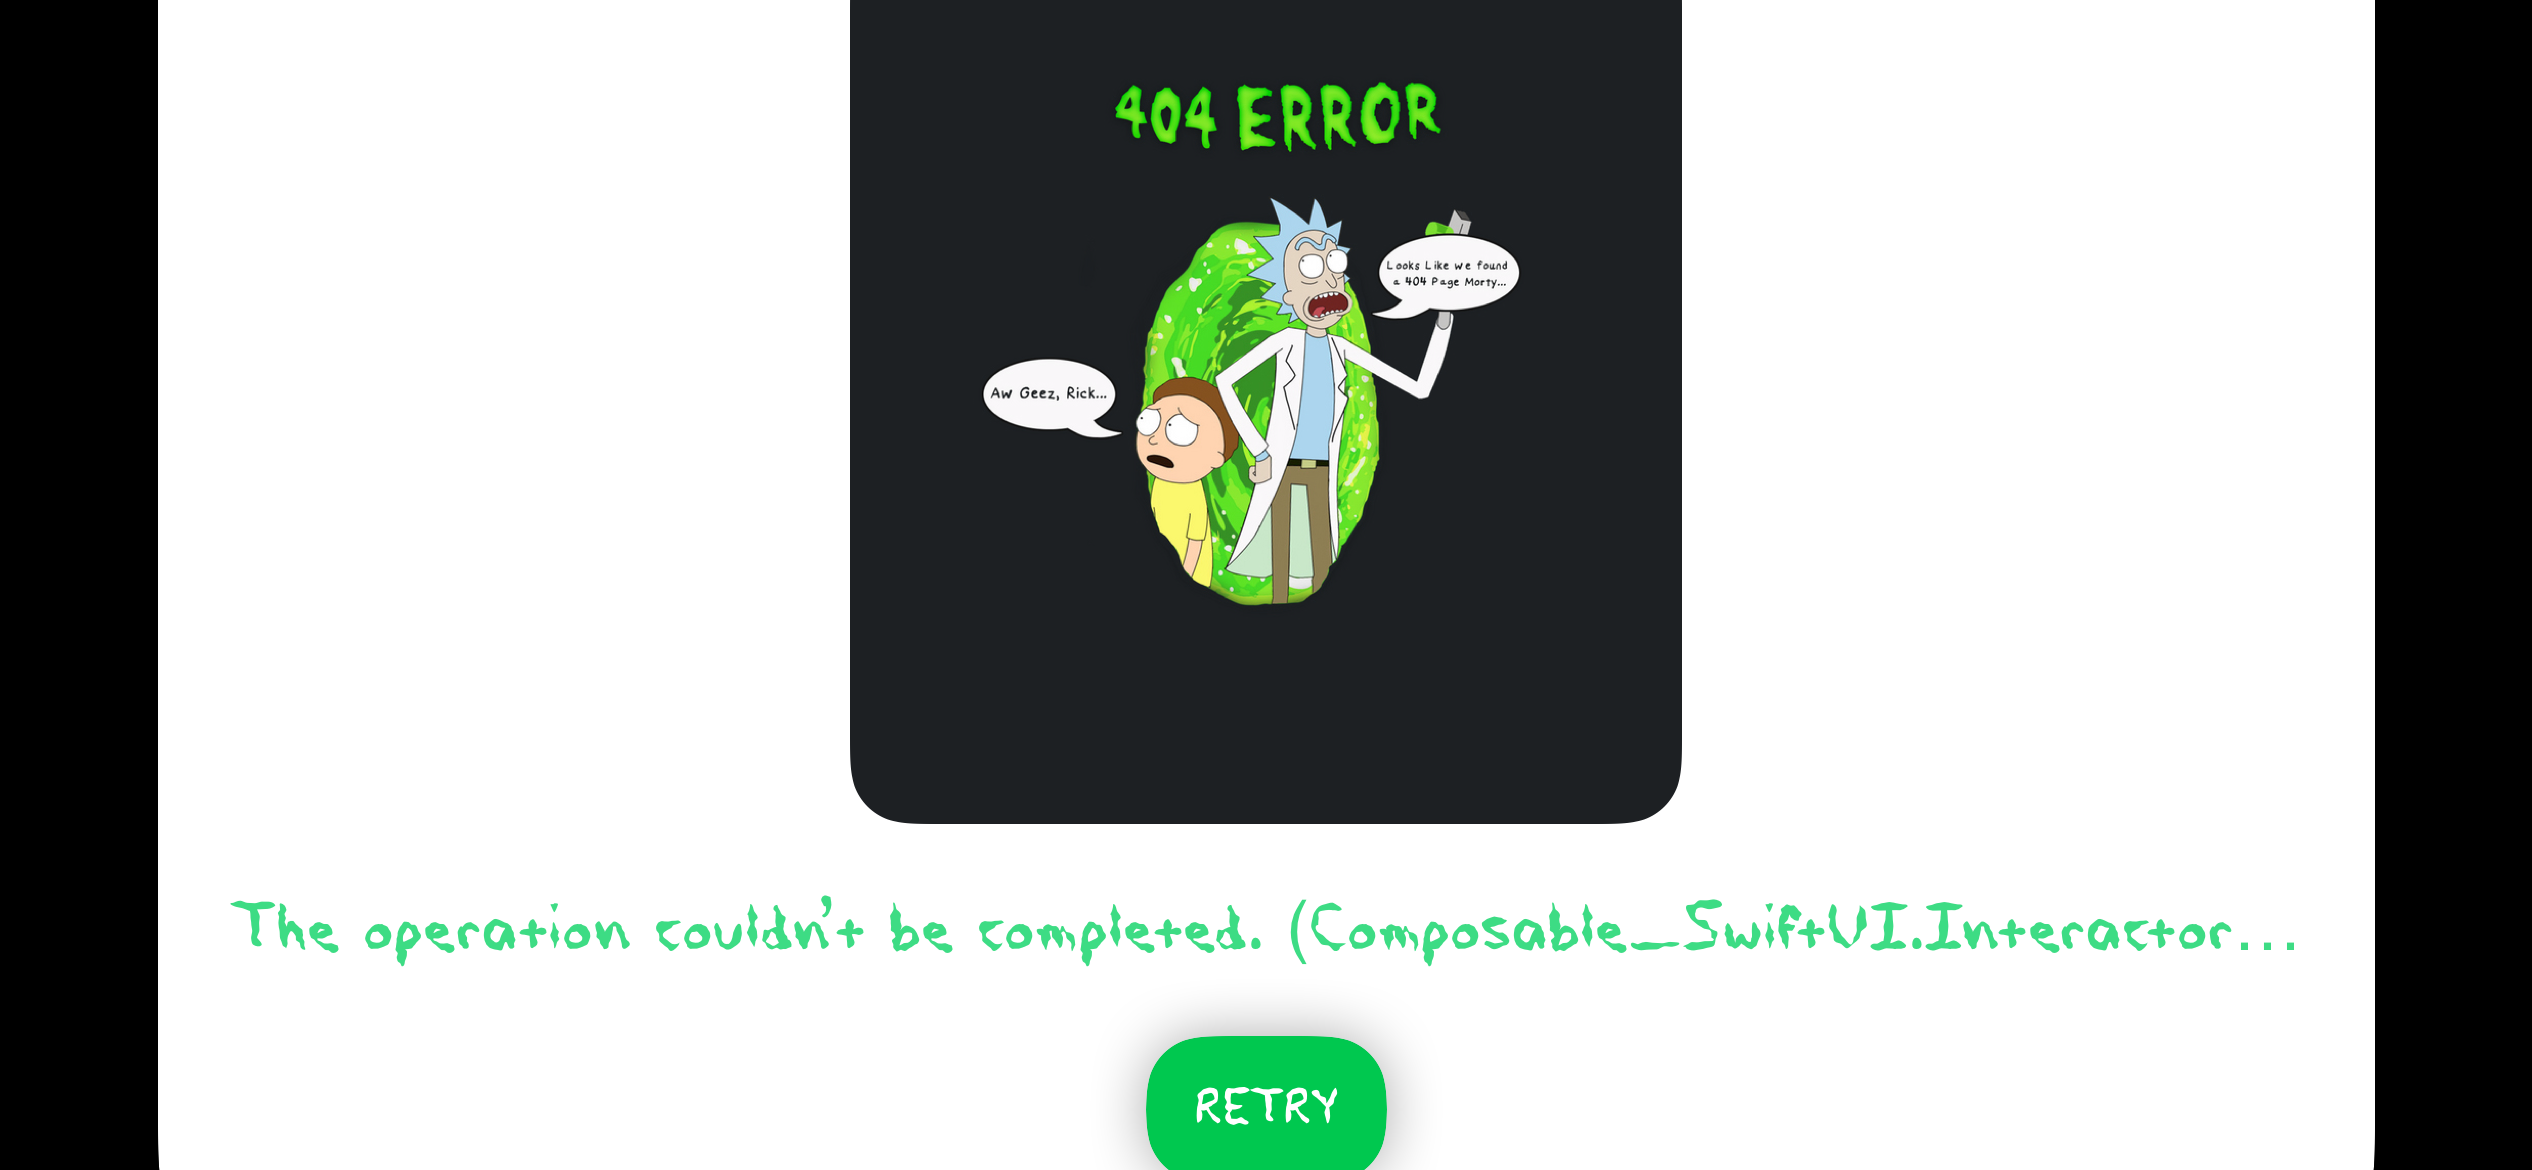 404 ERROR
Looks Like we found
a 404 Page Morty...
Aw Geez, Rick...
The operation couldn't be completed. (Composable_SwiftUI.Interactor...
RETRY